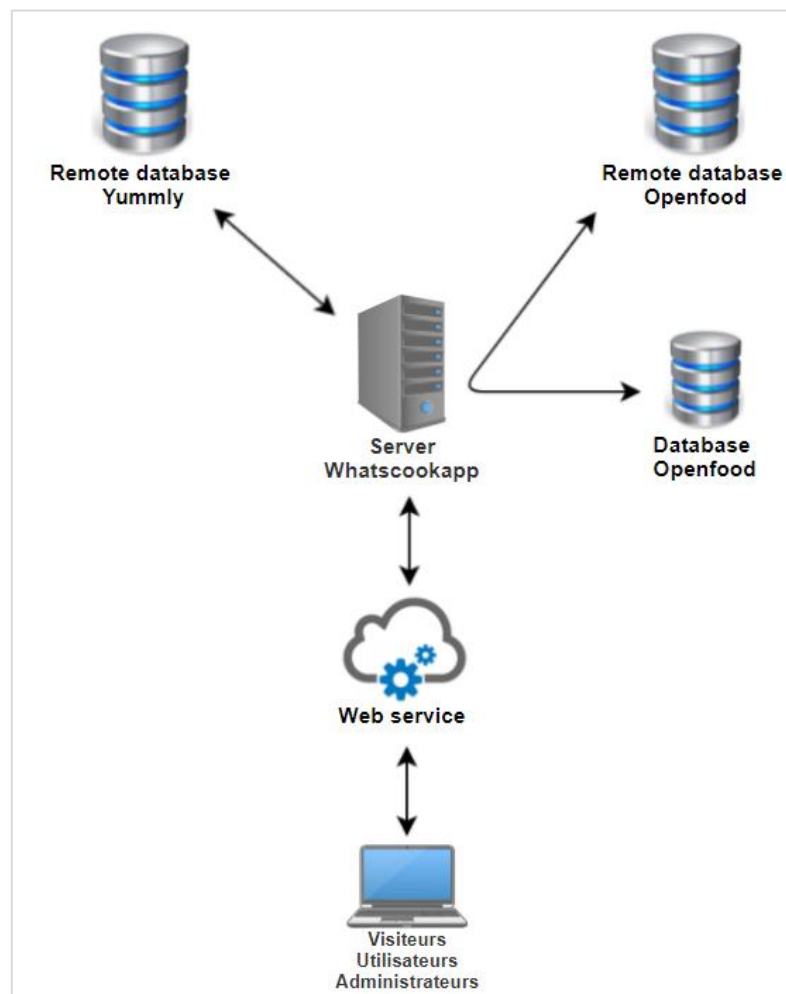 Remote database
Yummly
Remote database
Openfood
Server
Whatscookapp
Database
Openfood
Web service
Visiteurs
Utilisateurs
Administrateurs